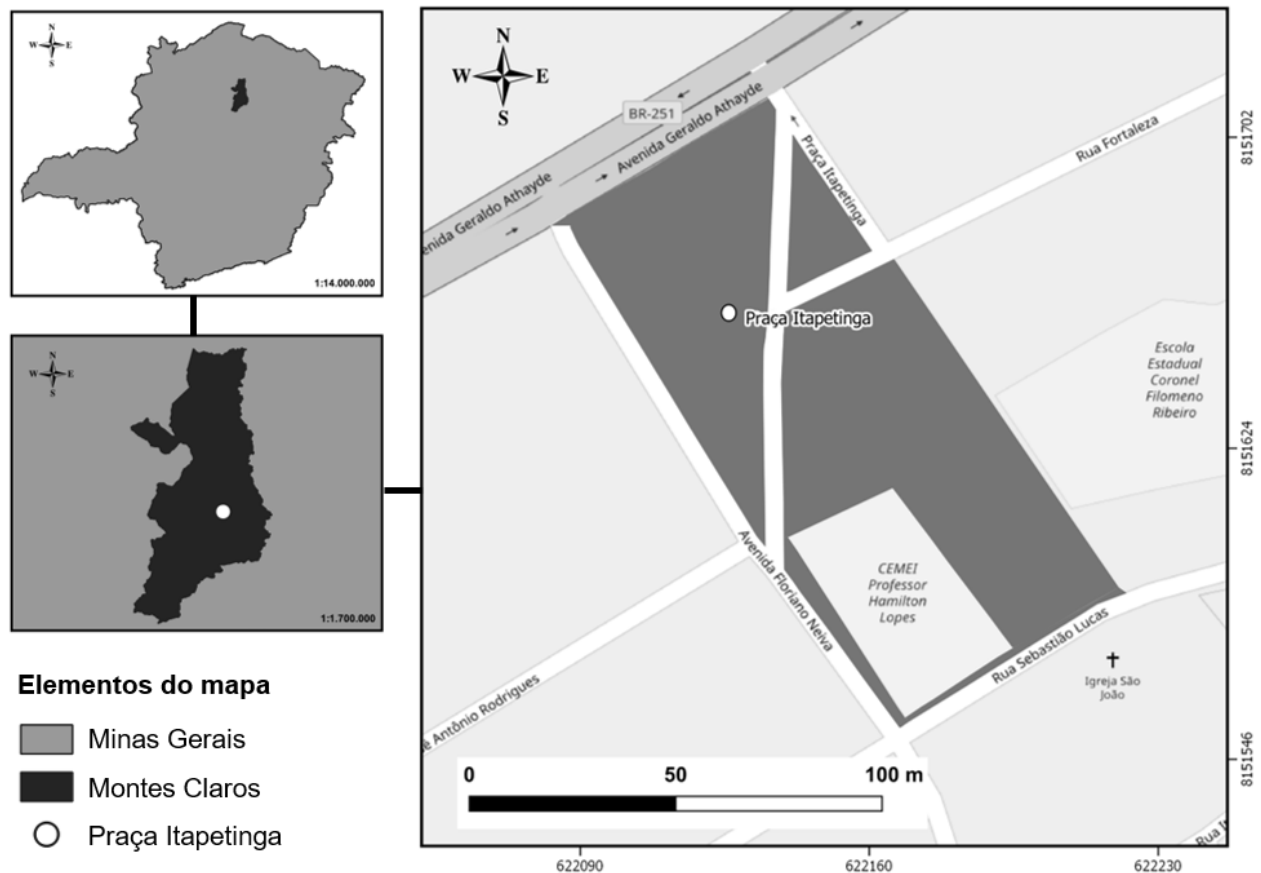 N
W E
S
1:14.000.000
N
W E
S
1:1.700.000
Elementos do mapa
Minas Gerais
Montes Claros
Praça Itapetinga
N
W E
S
BR-251
Avenida Geraldo Athayde
enida Geraldo Athayde
Praça Itapetinga
Rua Fortaleza
Praça Itapetinga
Escola
Estadual
Coronel
Filomeno
Ribeiro
Avenida Floriano Neiva
CEMEI
Professor
Hamilton
Lopes
Rua Sebastião Lucas
Igreja São
João
é Antônio Rodrigues
Rua
0 50 100 m
8151702
8151624
8151546
622090 622160 622230